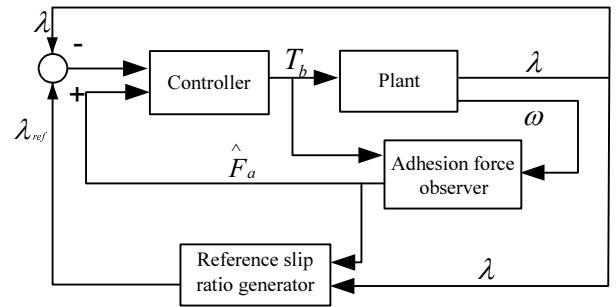 λ
-
Controller
T_b
Plant
λ
+
ω
λ_ref
F̂_a
Adhesion force
observer
Reference slip
ratio generator
λ